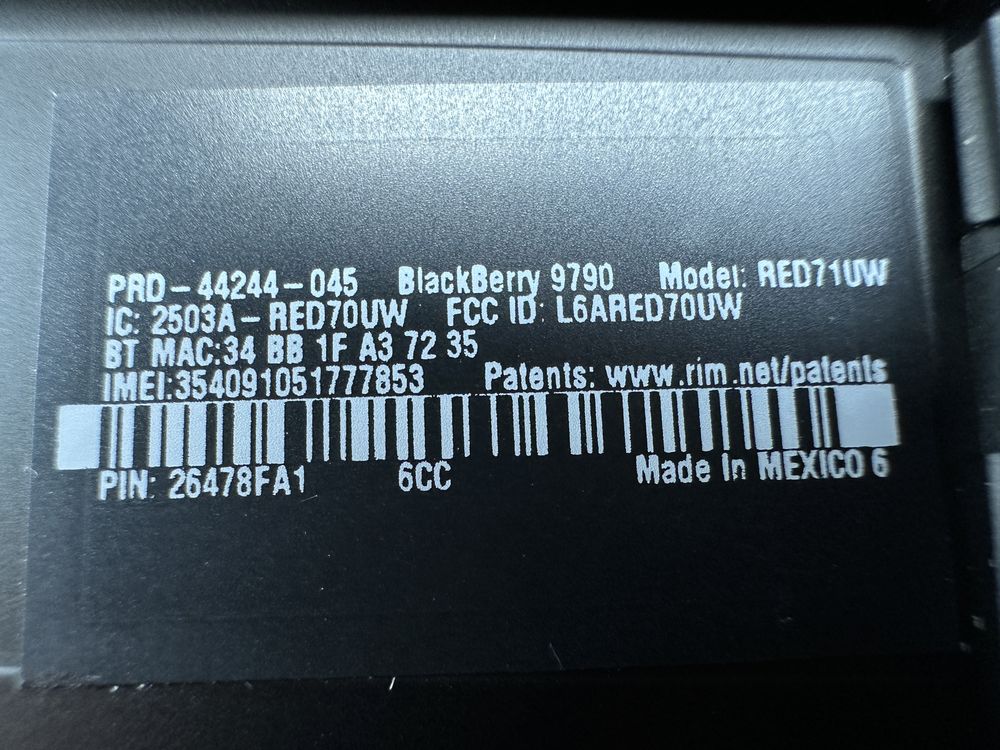 PRD-44244-045 BlackBerry 9790 Model: RED71UW
IC: 2503A-RED70UW FCC ID: L6ARED70UW
BT MAC:34 BB 1F A3 72 35
IMEI:354091051777853 Patents: www.rim.net/patents
PIN: 26478FA1 6CC Made In MEXICO 6